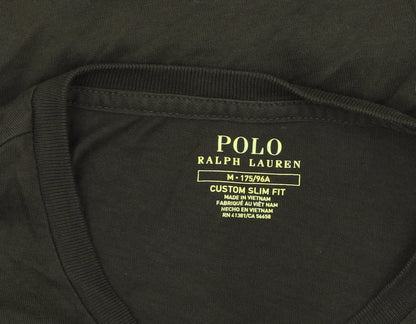 POLO
RALPH LAUREN
M • 175/96A
CUSTOM SLIM FIT
MADE IN VIETNAM
FABRIQUÉ AU VIÊT NAM
HECHO EN VIETNAM
RN 41381/CA 56658